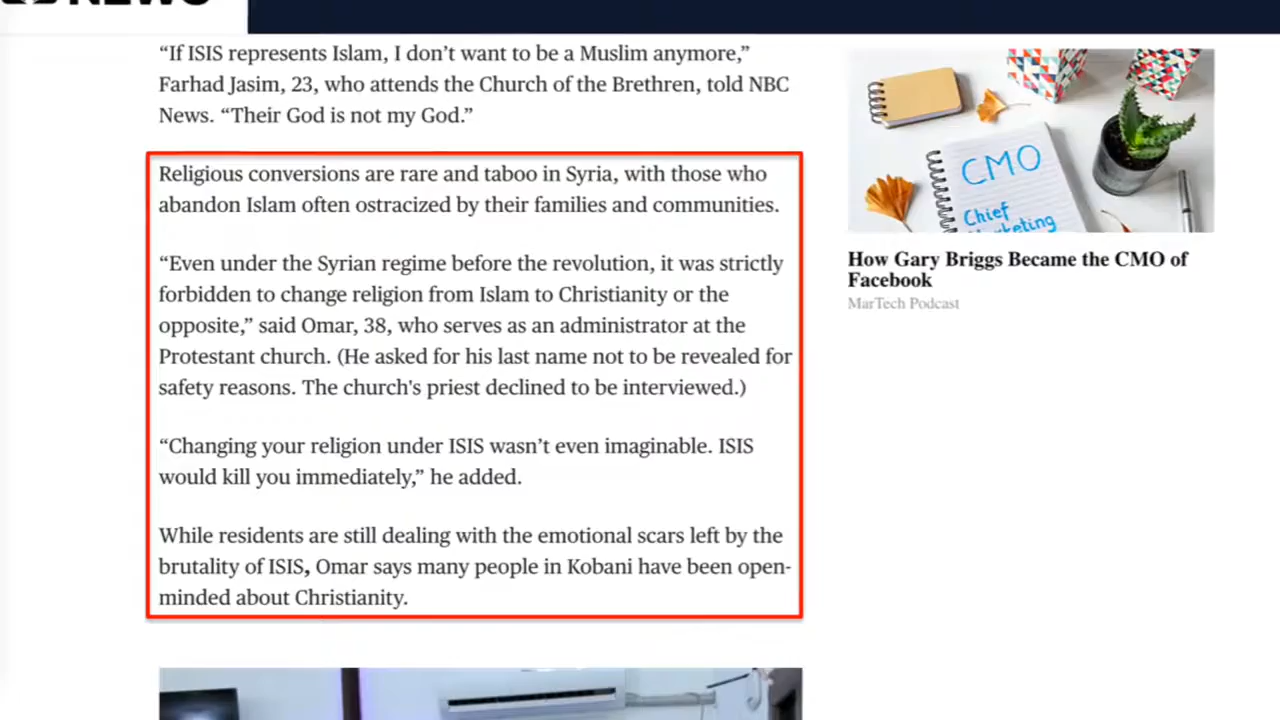 NEWS
“If ISIS represents Islam, I don’t want to be a Muslim anymore,”
Farhad Jasim, 23, who attends the Church of the Brethren, told NBC
News. “Their God is not my God.”
Religious conversions are rare and taboo in Syria, with those who
abandon Islam often ostracized by their families and communities.
“Even under the Syrian regime before the revolution, it was strictly
forbidden to change religion from Islam to Christianity or the
opposite,” said Omar, 38, who serves as an administrator at the
Protestant church. (He asked for his last name not to be revealed for
safety reasons. The church's priest declined to be interviewed.)
“Changing your religion under ISIS wasn’t even imaginable. ISIS
would kill you immediately,” he added.
While residents are still dealing with the emotional scars left by the
brutality of ISIS, Omar says many people in Kobani have been open-
minded about Christianity.
CMO
Chief
Marketing
How Gary Briggs Became the CMO of
Facebook
MarTech Podcast